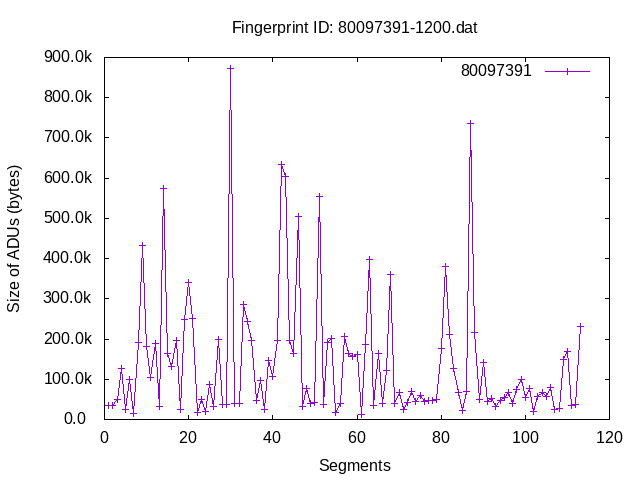 Fingerprint ID: 80097391-1200.dat
900.0k
80097391
800.0k
700.0k
600.0k
500.0k
400.0k
300.0k
200.0k
100.0k
0.0
Size of ADUs (bytes)
0 20 40 60 80 100 120
Segments